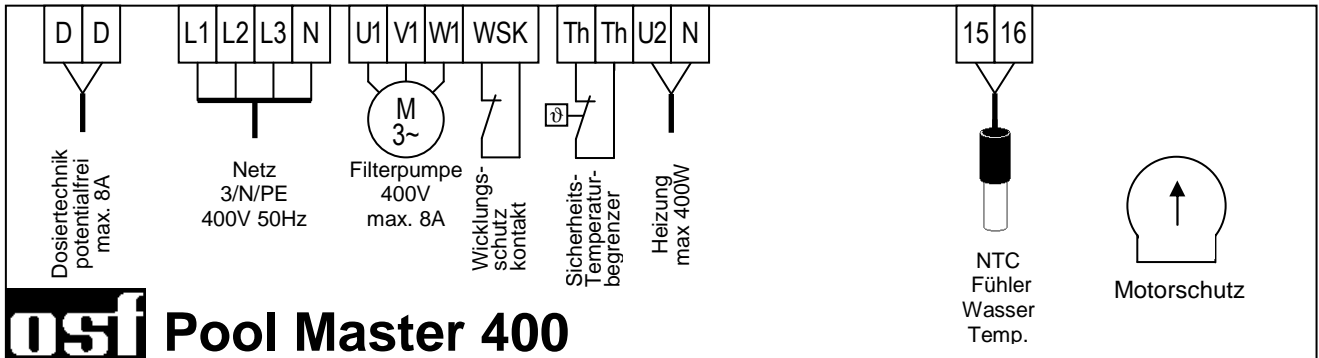 D D L1 L2 L3 N U1 V1 W1 WSK Th Th U2 N 15 16
M
3~
ϑ
Dosiertechnik
potentialfrei
max. 8A
Netz
3/N/PE
400V 50Hz
Filterpumpe
400V
max. 8A
Wicklungs-
schutz
kontakt
Sicherheits-
Temperatur-
begrenzer
Heizung
max 400W
NTC
Fühler
Wasser
Temp.
Motorschutz
osf Pool Master 400